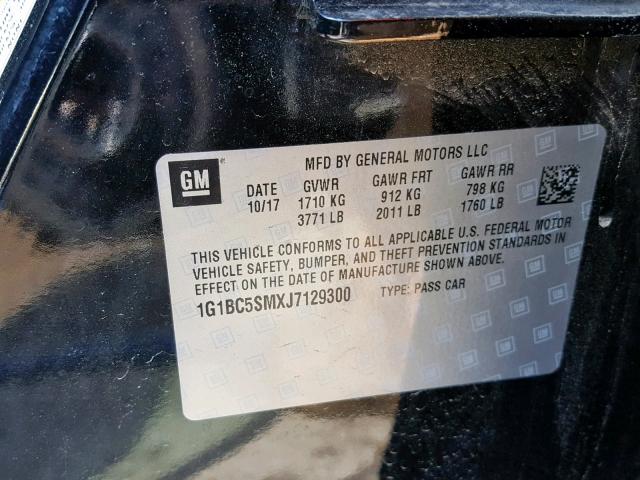 GM
MFD BY GENERAL MOTORS LLC
DATE GVWR GAWR FRT GAWR RR
10/17 1710 KG 912 KG 798 KG
3771 LB 2011 LB 1760 LB
THIS VEHICLE CONFORMS TO ALL APPLICABLE U.S. FEDERAL MOTOR
VEHICLE SAFETY, BUMPER, AND THEFT PREVENTION STANDARDS IN
EFFECT ON THE DATE OF MANUFACTURE SHOWN ABOVE.
1G1BC5SMXJ7129300 TYPE: PASS CAR